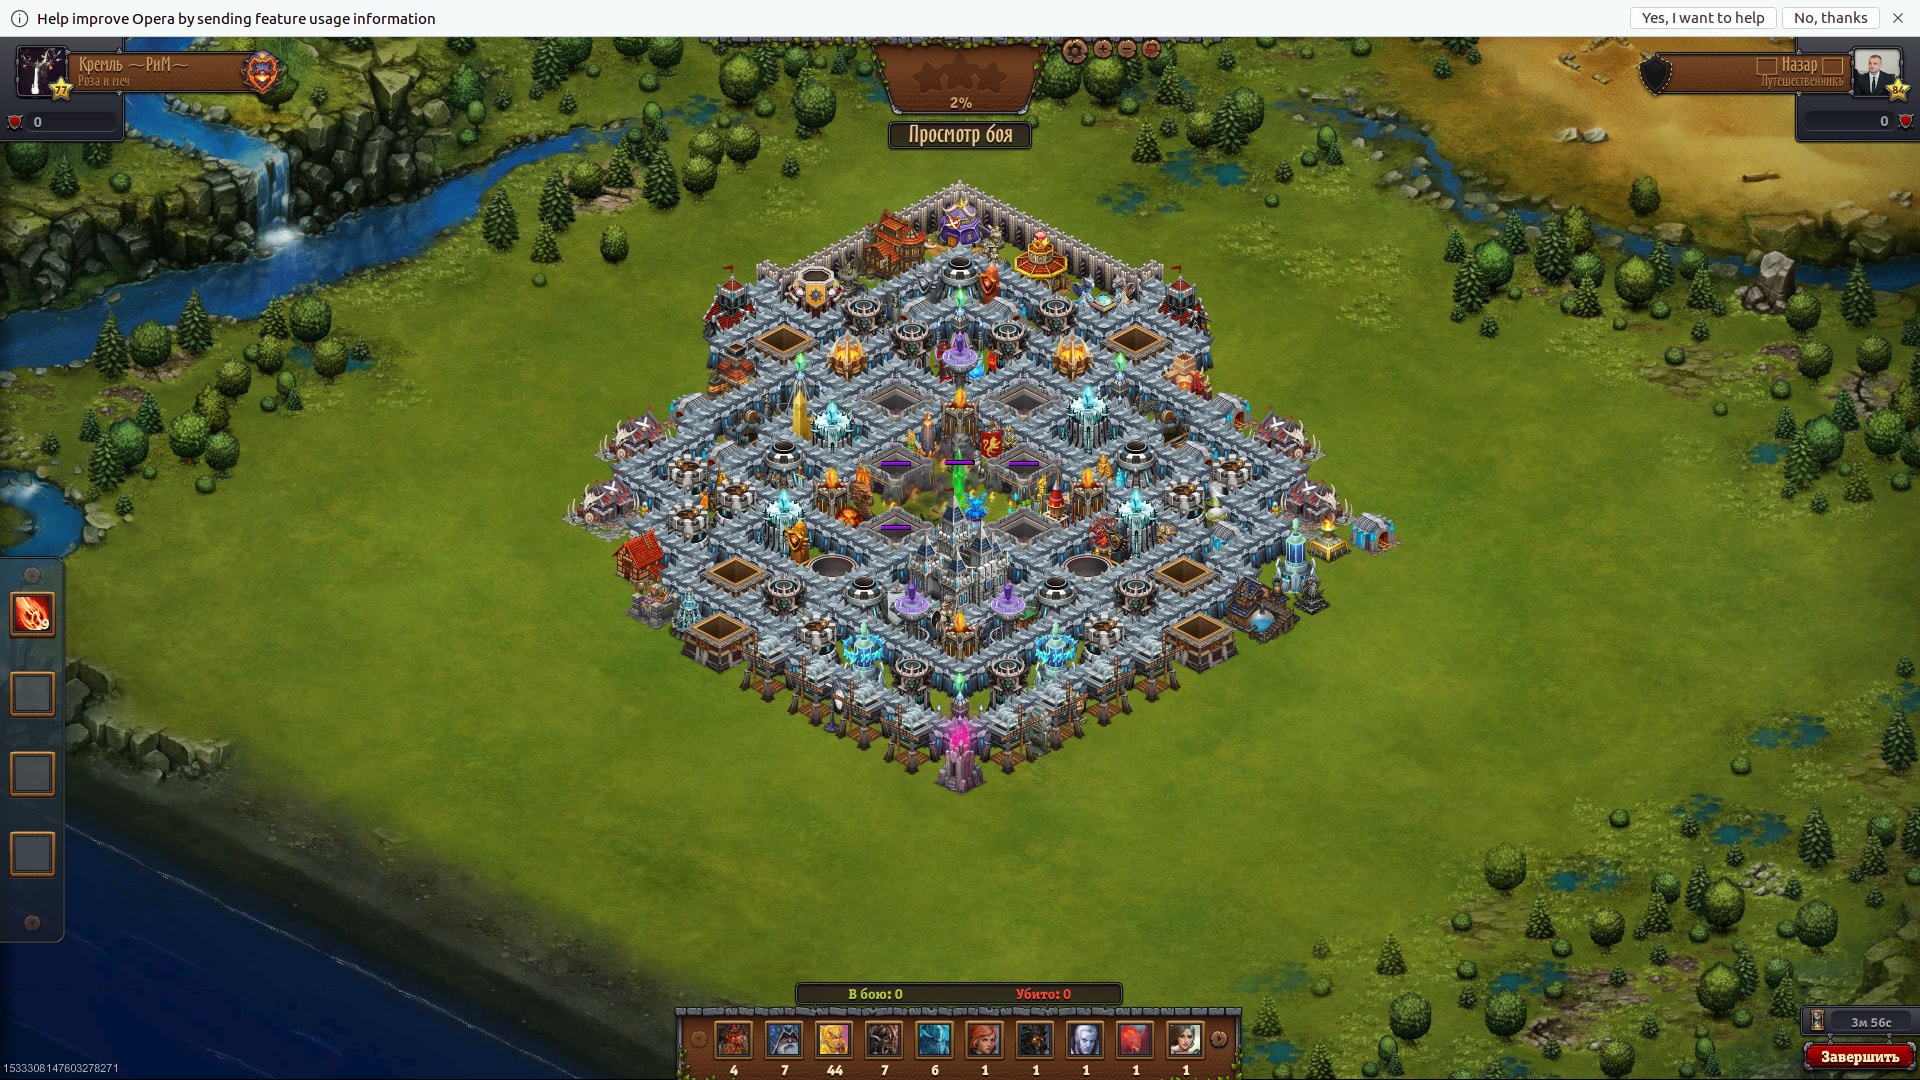 Help improve Opera by sending feature usage information
Yes, I want to help
No, thanks
Кремль ~РиМ~
Роза и меч
77
0
2%
Просмотр боя
Назар
Путешественникъ
84
0
9
В бою: 0
Убито: 0
4
7
44
7
6
1
1
1
1
1
3м 56с
Завершить
1533308147603278271